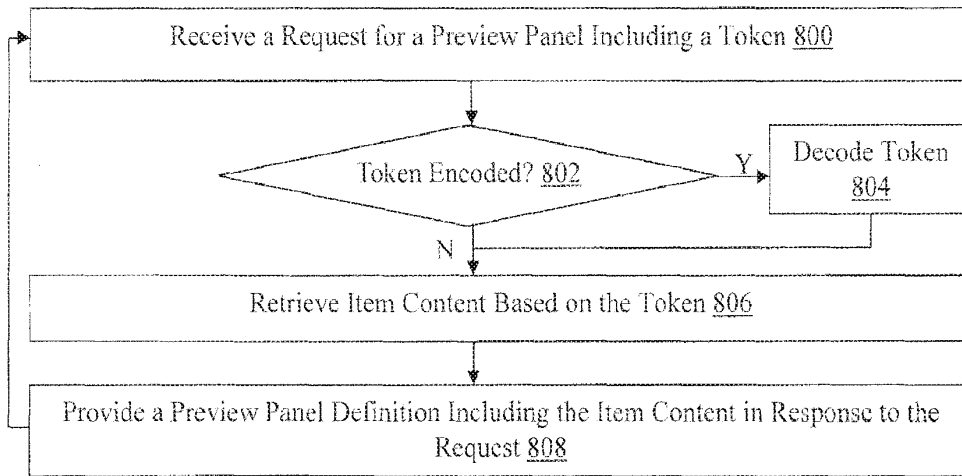 Receive a Request for a Preview Panel Including a Token 800
Token Encoded? 802
Y
Decode Token
804
N
Retrieve Item Content Based on the Token 806
Provide a Preview Panel Definition Including the Item Content in Response to the
Request 808